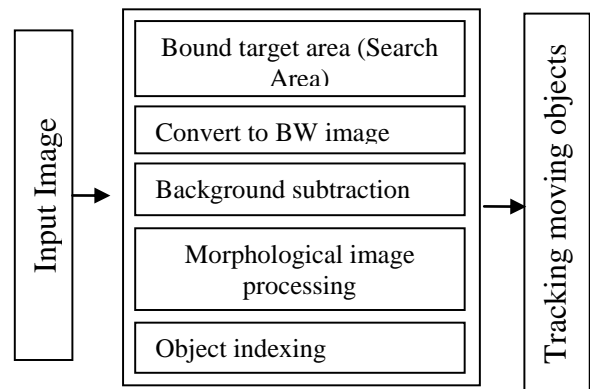 Input Image
Bound target area (Search
Area)
Convert to BW image
Background subtraction
Morphological image
processing
Object indexing
Tracking moving objects